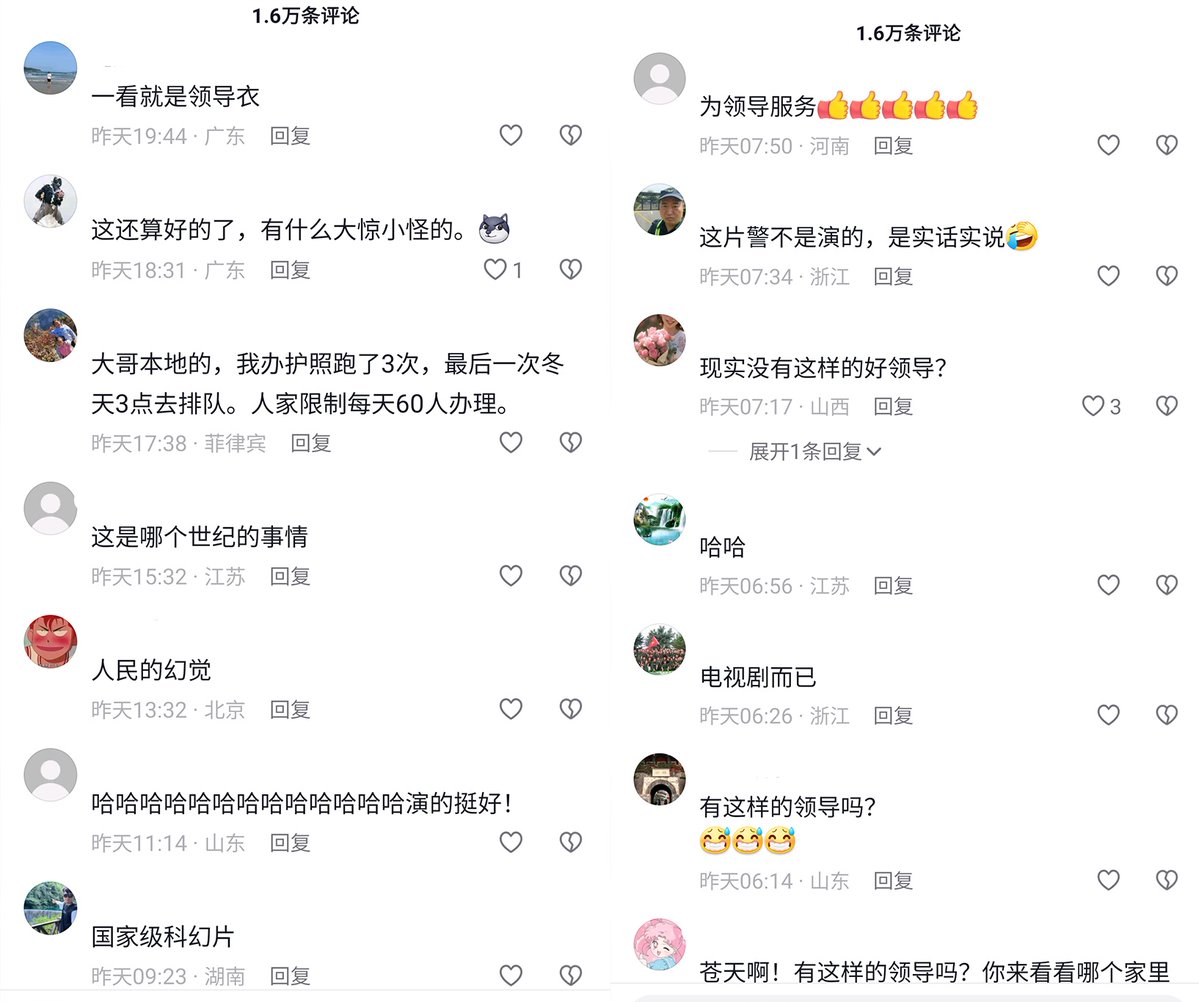 1.6万条评论
一看就是领导衣
昨天19:44 · 广东 回复
这还算好的了，有什么大惊小怪的。
昨天18:31 · 广东 回复 1
大哥本地的，我办护照跑了3次，最后一次冬
天3点去排队。人家限制每天60人办理。
昨天17:38 · 菲律宾 回复
这是哪个世纪的事情
昨天15:32 · 江苏 回复
人民的幻觉
昨天13:32 · 北京 回复
哈哈哈哈哈哈哈哈哈哈哈哈哈演的挺好！
昨天11:14 · 山东 回复
国家级科幻片
昨天09:23 · 湖南 回复
1.6万条评论
为领导服务👍👍👍👍👍
昨天07:50 · 河南 回复
这片警不是演的，是实话实说🤣
昨天07:34 · 浙江 回复
现实没有这样的好领导？
昨天07:17 · 山西 回复 3
展开1条回复
哈哈
昨天06:56 · 江苏 回复
电视剧而已
昨天06:26 · 浙江 回复
有这样的领导吗？
😅😅😅
昨天06:14 · 山东 回复
苍天啊！有这样的领导吗？你来看看哪个家里